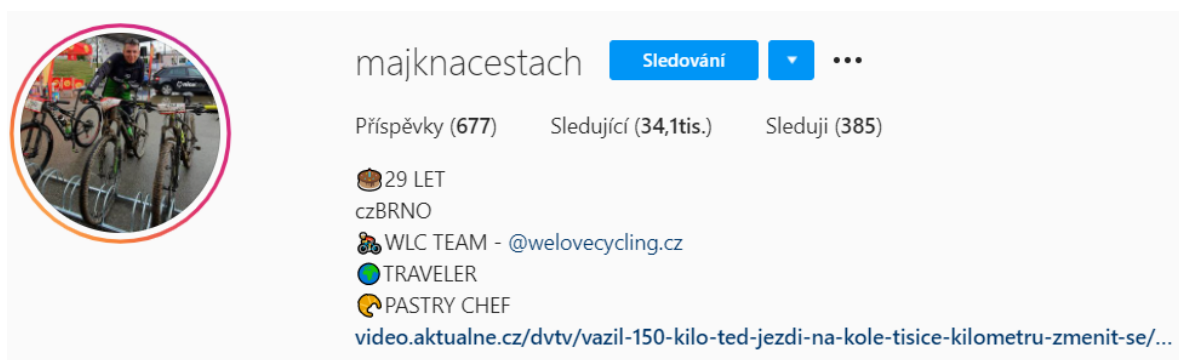 majknacestach Sledování
Příspěvky (677) Sledující (34,1tis.) Sleduji (385)
29 LET
czBRNO
WLC TEAM - @welovecycling.cz
TRAVELER
PASTRY CHEF
video.aktualne.cz/dvtv/vazil-150-kilo-ted-jezdi-na-kole-tisice-kilometru-zmenit-se/...